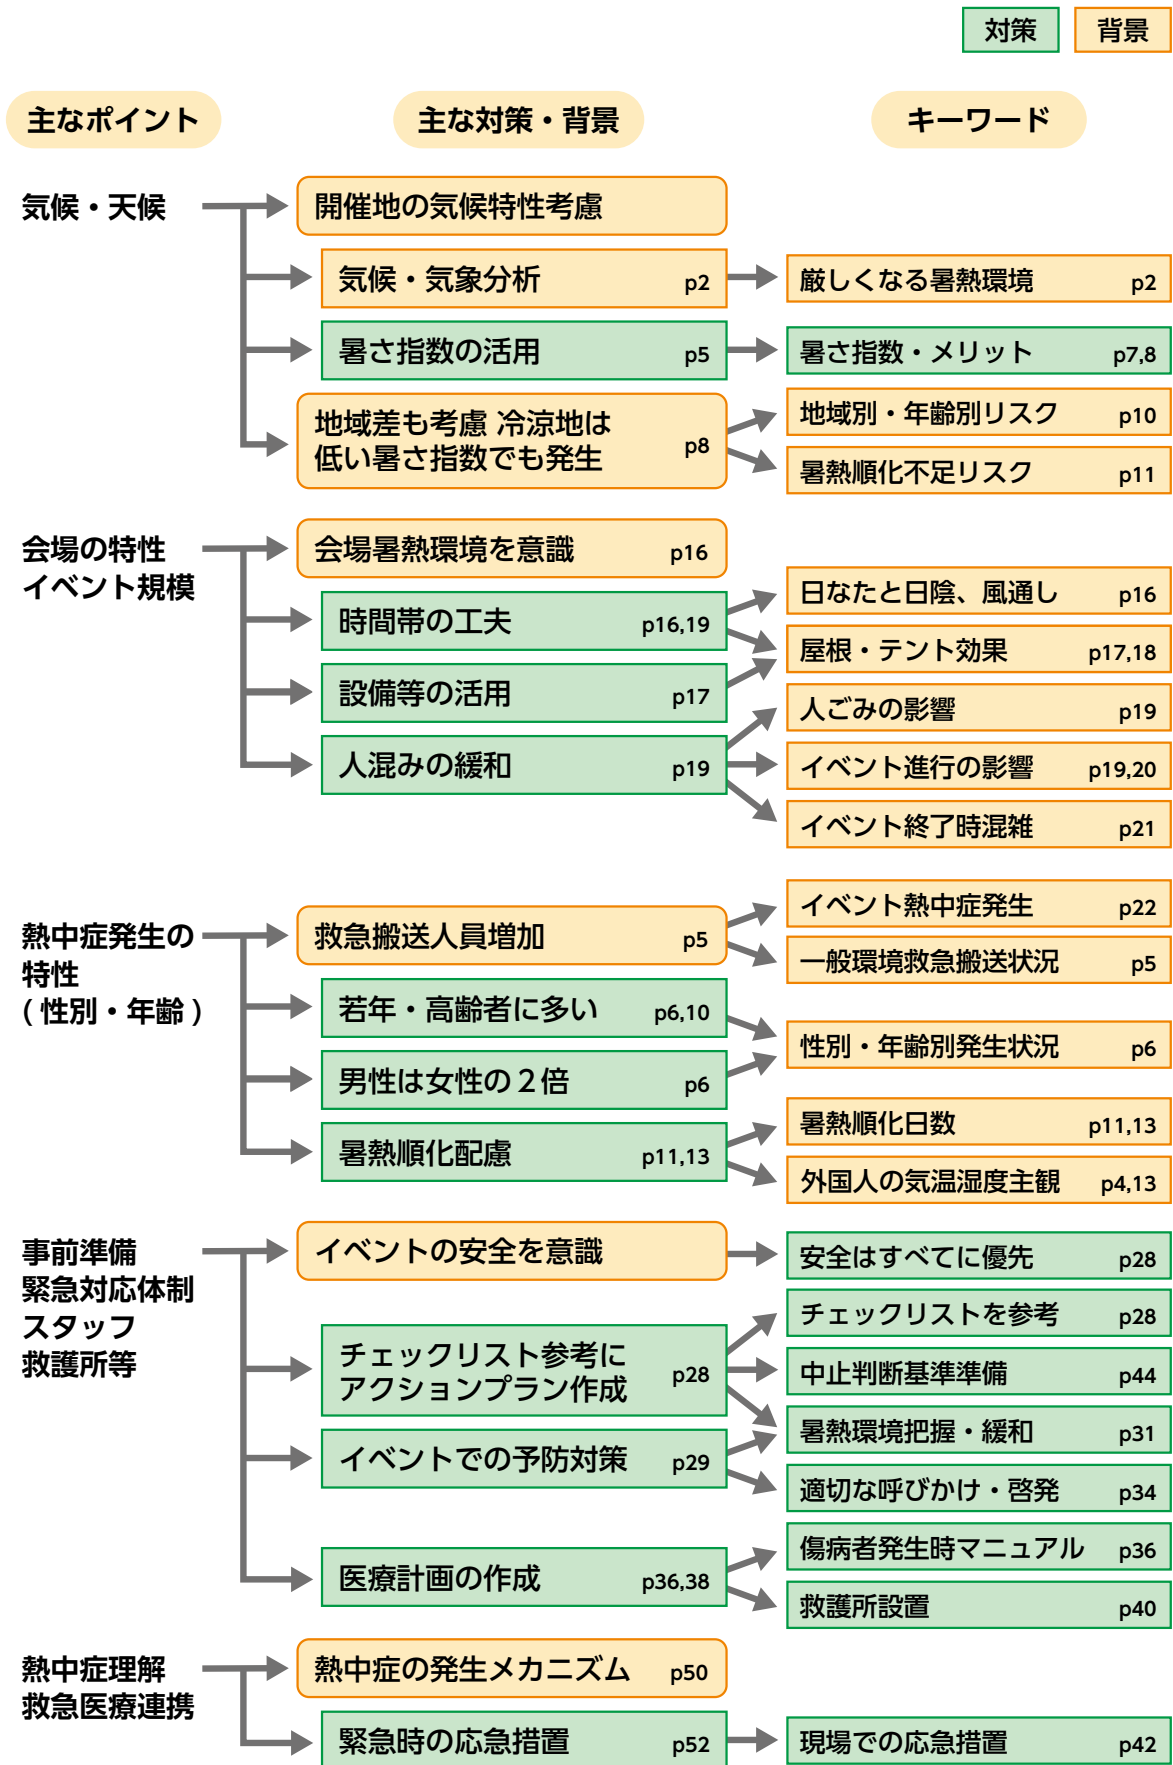 対策 背景
主なポイント 主な対策・背景 キーワード
気候・天候
開催地の気候特性考慮
気候・気象分析 p2
厳しくなる暑熱環境 p2
暑さ指数の活用 p5
暑さ指数・メリット p7,8
地域差も考慮 冷涼地は
低い暑さ指数でも発生 p8
地域別・年齢別リスク p10
暑熱順化不足リスク p11
会場の特性
イベント規模
会場暑熱環境を意識 p16
時間帯の工夫 p16,19
設備等の活用 p17
人混みの緩和 p19
日なたと日陰、風通し p16
屋根・テント効果 p17,18
人ごみの影響 p19
イベント進行の影響 p19,20
イベント終了時混雑 p21
熱中症発生の
特性
(性別・年齢)
救急搬送人員増加 p5
若年・高齢者に多い p6,10
男性は女性の2倍 p6
暑熱順化配慮 p11,13
イベント熱中症発生 p22
一般環境救急搬送状況 p5
性別・年齢別発生状況 p6
暑熱順化日数 p11,13
外国人の気温湿度主観 p4,13
事前準備
緊急対応体制
スタッフ
救護所等
イベントの安全を意識
チェックリスト参考に
アクションプラン作成 p28
イベントでの予防対策 p29
医療計画の作成 p36,38
安全はすべてに優先 p28
チェックリストを参考 p28
中止判断基準準備 p44
暑熱環境把握・緩和 p31
適切な呼びかけ・啓発 p34
傷病者発生時マニュアル p36
救護所設置 p40
熱中症理解
救急医療連携
熱中症の発生メカニズム p50
緊急時の応急措置 p52
現場での応急措置 p42